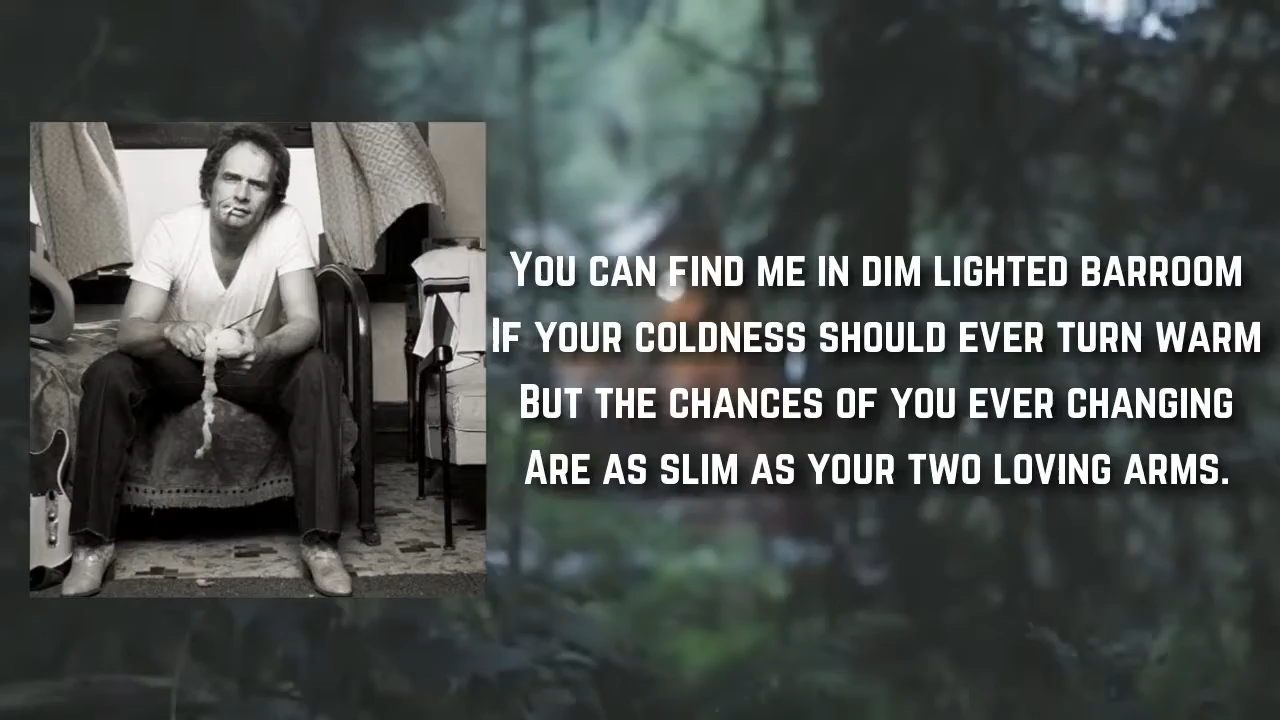 You can find me in dim lighted barroom
If your coldness should ever turn warm
But the chances of you ever changing
Are as slim as your two loving arms.